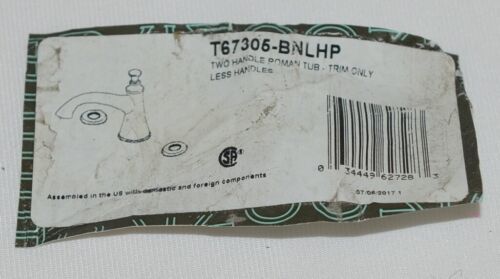 T67305-BNLHP
TWO HANDLE ROMAN TUB - TRIM ONLY
LESS HANDLES
SA
®
0 34449 62728 3
Assembled in the US with domestic and foreign components
07/06/2017 1